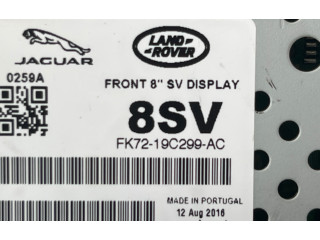 JAGUAR
LAND ROVER
0259A
FRONT 8" SV DISPLAY
8SV
FK72-19C299-AC
MADE IN PORTUGAL
12 Aug 2016